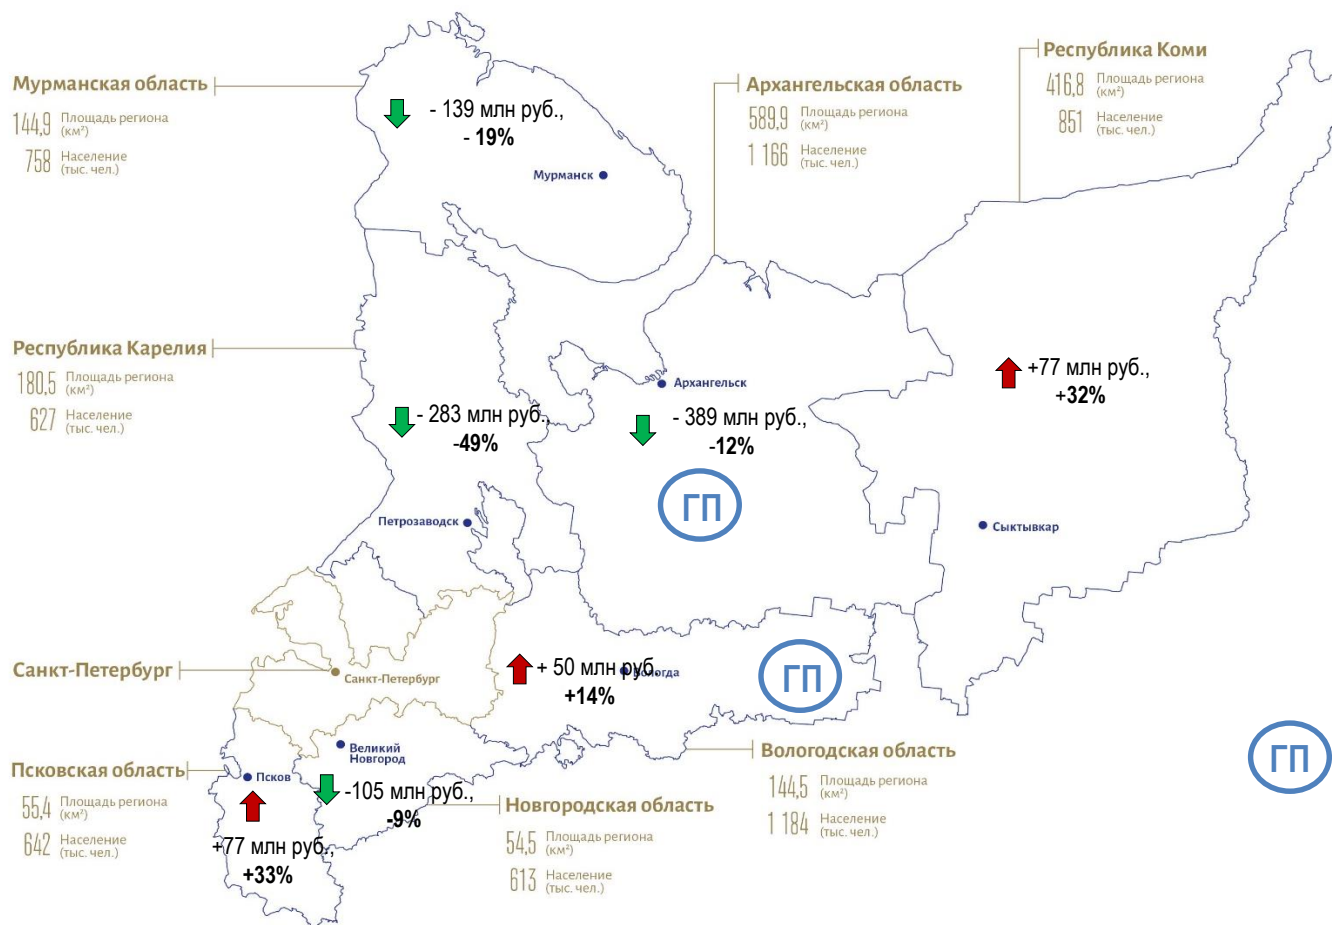 Мурманская область
144,9 Площадь региона
(км²)
758 Население
(тыс. чел.)
- 139 млн руб.,
- 19%
Мурманск
Архангельская область
589,9 Площадь региона
(км²)
1 166 Население
(тыс. чел.)
Республика Коми
416,8 Площадь региона
(км²)
851 Население
(тыс. чел.)
Республика Карелия
180,5 Площадь региона
(км²)
627 Население
(тыс. чел.)
- 283 млн руб.,
-49%
Петрозаводск
Архангельск
- 389 млн руб.,
-12%
ГП
+77 млн руб.,
+32%
Сыктывкар
Санкт-Петербург
Санкт-Петербург
+ 50 млн руб.
+14%
Вологда
ГП
Псковская область
55,4 Площадь региона
(км²)
642 Население
(тыс. чел.)
Псков
+77 млн руб.,
+33%
Великий
Новгород
-105 млн руб.,
-9%
Новгородская область
54,5 Площадь региона
(км²)
613 Население
(тыс. чел.)
Вологодская область
144,5 Площадь региона
(км²)
1 184 Население
(тыс. чел.)
ГП